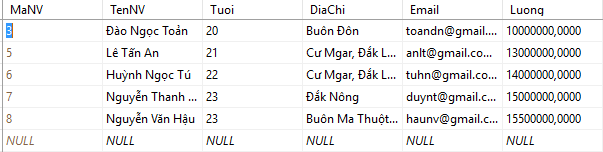 MaNV TenNV Tuoi DiaChi Email Luong
3 Đào Ngọc Toản 20 Buôn Đôn toandn@gmail.... 10000000,0000
5 Lê Tấn An 21 Cư Mgar, Đắk L... anlt@gmail.co... 13000000,0000
6 Huỳnh Ngọc Tú 22 Cư Mgar, Đắk L... tuhn@gmail.c... 14000000,0000
7 Nguyễn Thanh ... 23 Đắk Nông duynt@gmail.c... 15000000,0000
8 Nguyễn Văn Hậu 23 Buôn Ma Thuột... haunv@gmail.... 15500000,0000
NULL NULL NULL NULL NULL NULL